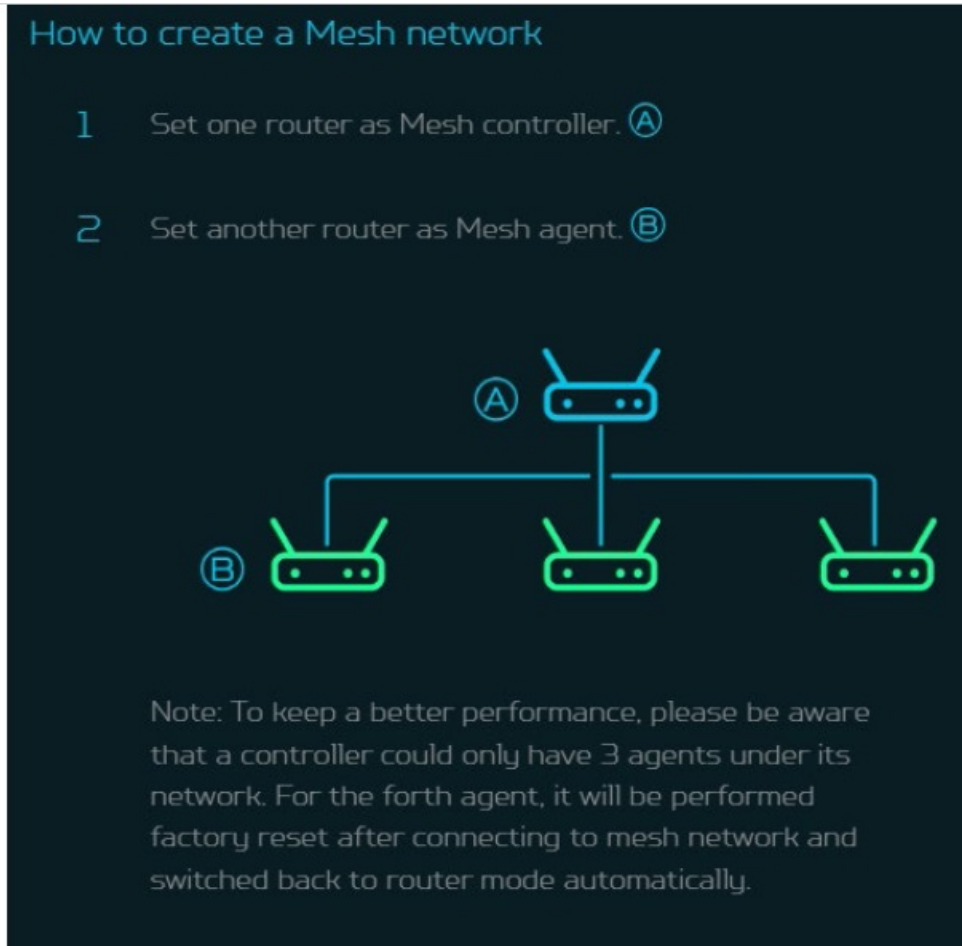 How to create a Mesh network
1 Set one router as Mesh controller. Ⓐ
2 Set another router as Mesh agent. Ⓑ
Ⓐ
Ⓑ
Note: To keep a better performance, please be aware
that a controller could only have 3 agents under its
network. For the forth agent, it will be performed
factory reset after connecting to mesh network and
switched back to router mode automatically.